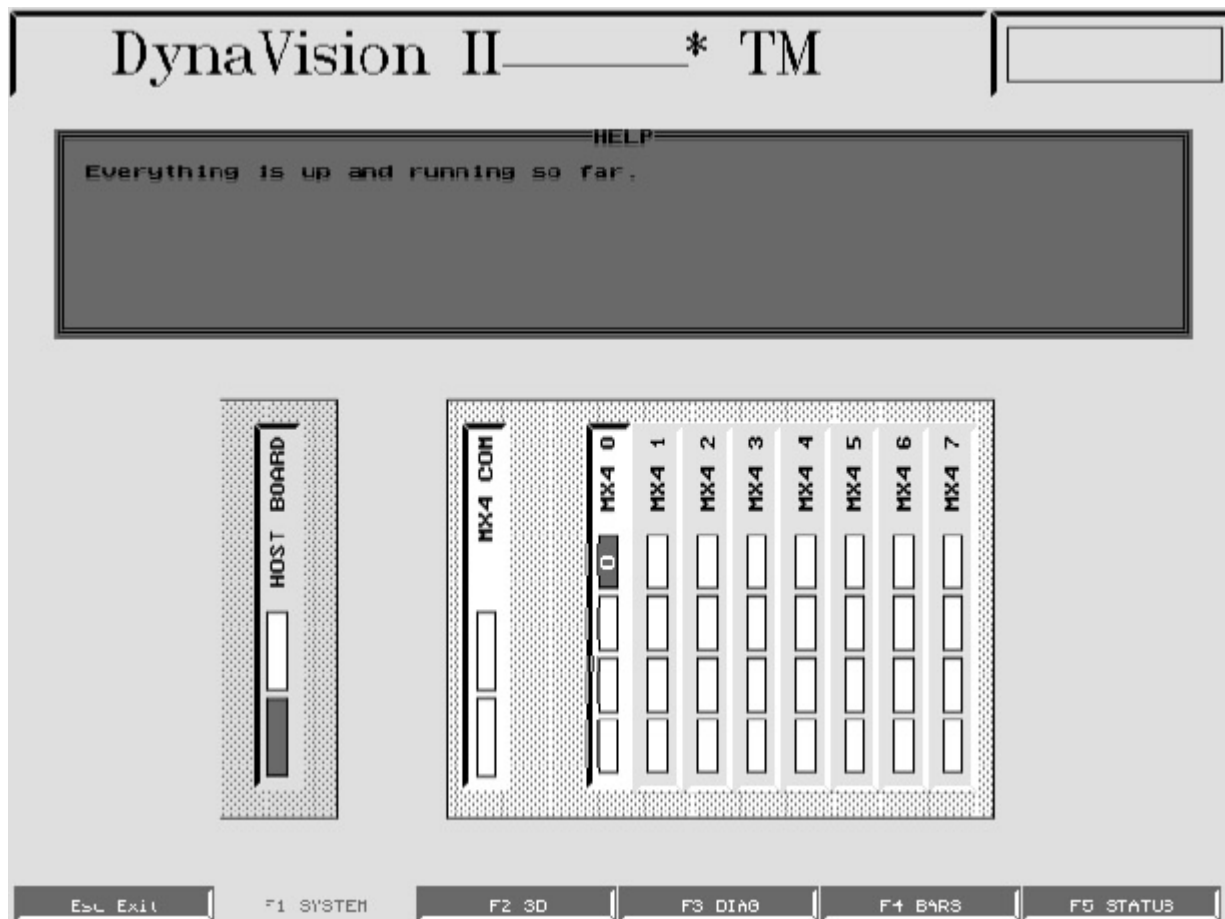 DynaVision II______* TM
HELP
Everything is up and running so far.
HOST BOARD
MX4 COM
MX4 0
MX4 1
MX4 2
MX4 3
MX4 4
MX4 5
MX4 6
MX4 7
0
Esc Exit
F1 SYSTEM
F2 3D
F3 DIAG
F4 BARS
F5 STATUS